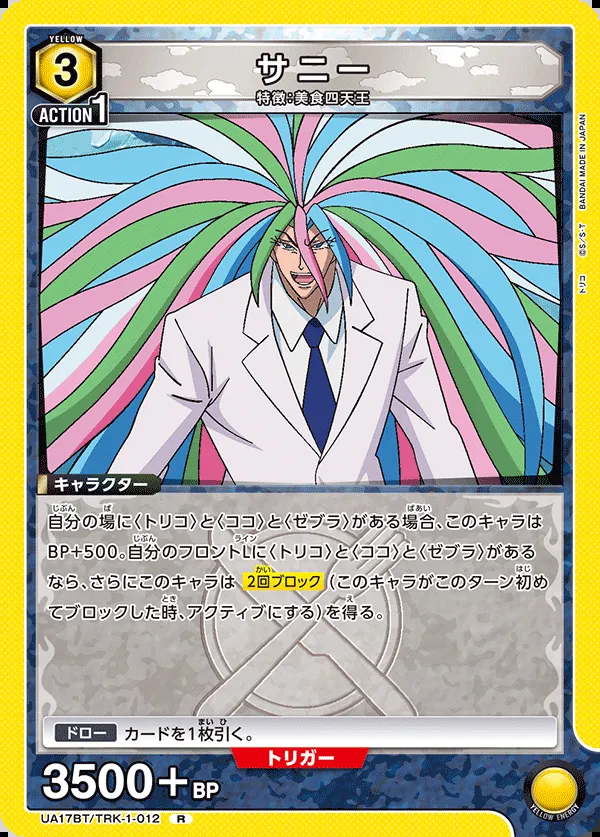 YELLOW
3
ACTION1
サニー
特徴:美食四天王
トリコ ©S/S・T BANDAI MADE IN JAPAN
キャラクター
自分の場に〈トリコ〉と〈ココ〉と〈ゼブラ〉がある場合、このキャラは
BP+500。自分のフロントLに〈トリコ〉と〈ココ〉と〈ゼブラ〉がある
なら、さらにこのキャラは 2回ブロック (このキャラがこのターン初め
てブロックした時、アクティブにする)を得る。
ドロー カードを1枚引く。
トリガー
3500+BP
YELLOW ENERGY
UA17BT/TRK-1-012 R